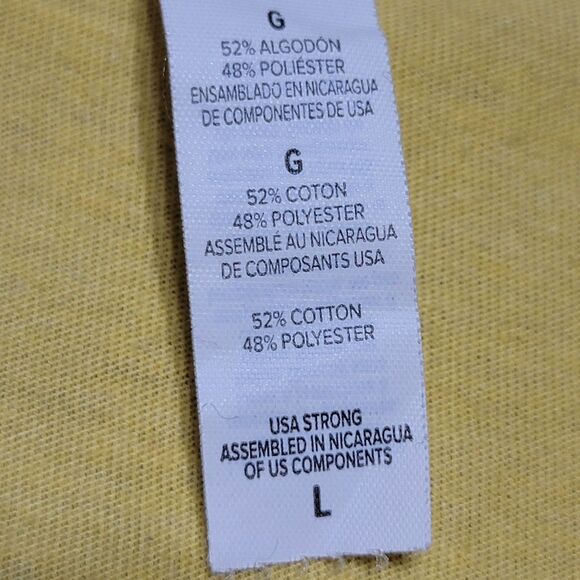 G
52% ALGODÓN
48% POLIÉSTER
ENSAMBLADO EN NICARAGUA
DE COMPONENTES DE USA
G
52% COTON
48% POLYESTER
ASSEMBLÉ AU NICARAGUA
DE COMPOSANTS USA
52% COTTON
48% POLYESTER
USA STRONG
ASSEMBLED IN NICARAGUA
OF US COMPONENTS
L